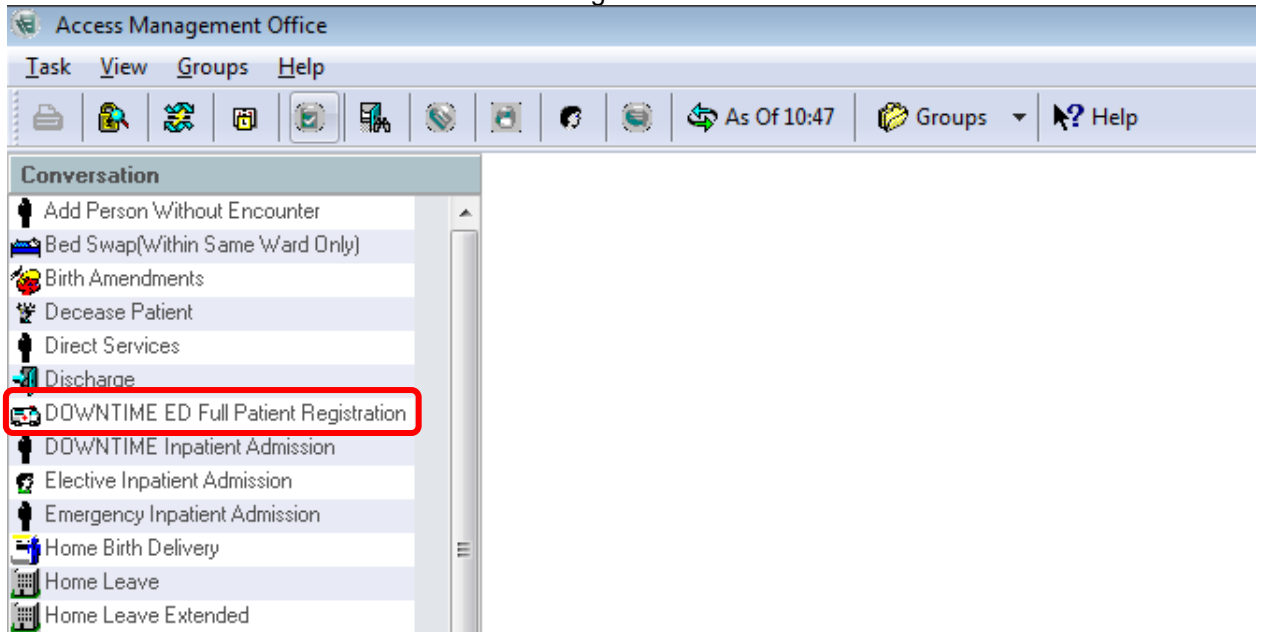 Access Management Office
Task View Groups Help
As Of 10:47 Groups ? Help
Conversation
Add Person Without Encounter
Bed Swap(Within Same Ward Only)
Birth Amendments
Decease Patient
Direct Services
Discharge
DOWNTIME ED Full Patient Registration
DOWNTIME Inpatient Admission
Elective Inpatient Admission
Emergency Inpatient Admission
Home Birth Delivery
Home Leave
Home Leave Extended